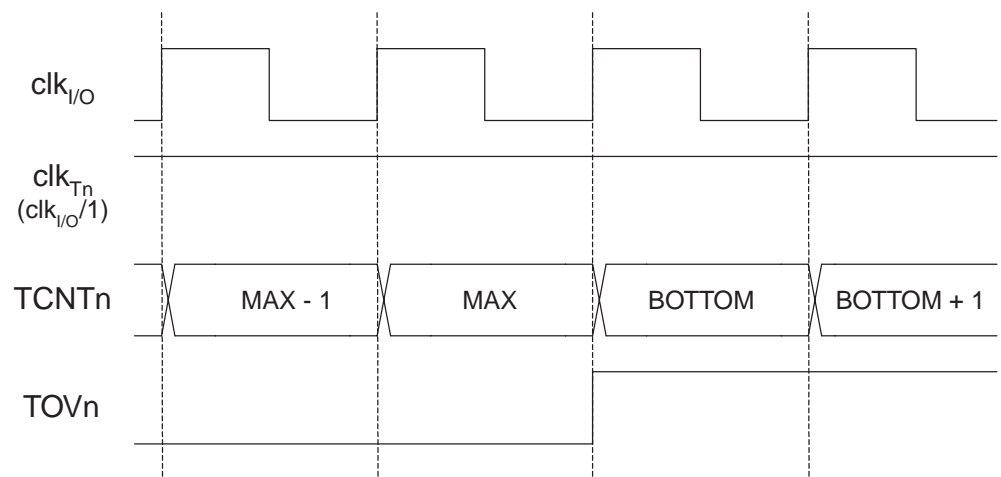 clkI/O
clkTn
(clkI/O/1)
TCNTn MAX - 1 MAX BOTTOM BOTTOM + 1
TOVn